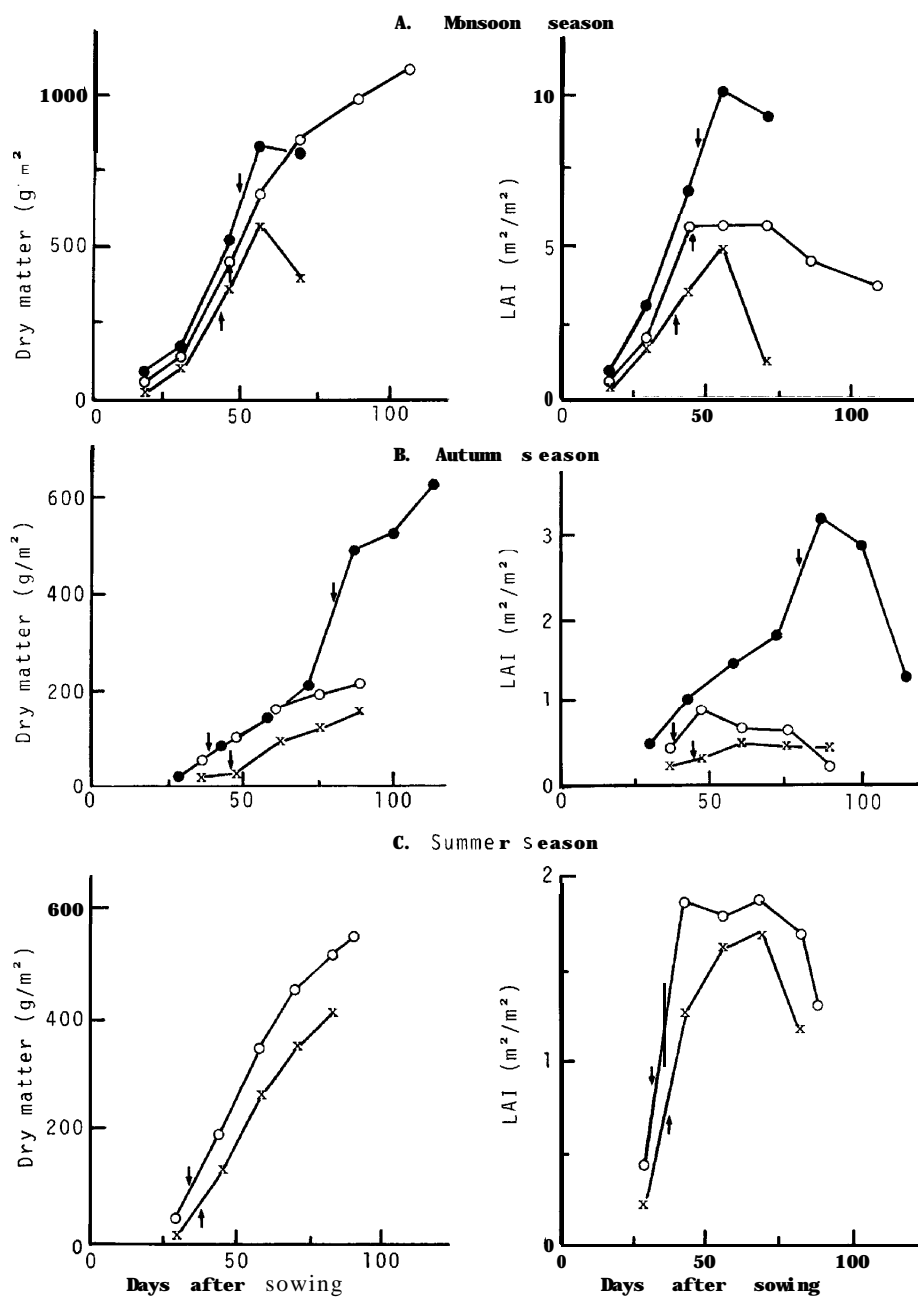 A. Monsoon season
1000
500
0
0 50 100
Dry matter (g·m²
10
5
0
0 50 100
LAI (m²/m²)
B. Autumn season
600
400
200
0
0 50 100
Dry matter (g/m²)
3
2
1
0
0 50 100
LAI (m²/m²)
C. Summer season
600
400
200
0
0 50 100
Dry matter (g/m²)
Days after sowing
2
1
0
0 50 100
LAI (m²/m²)
Days after sowing